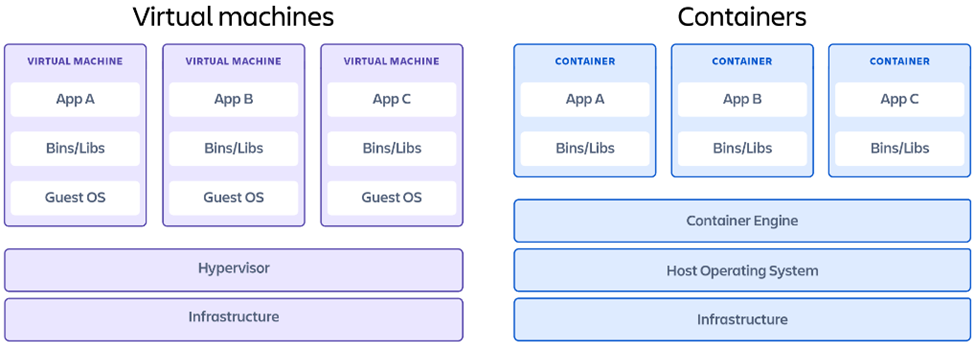 Virtual machines
VIRTUAL MACHINE
App A
Bins/Libs
Guest OS
VIRTUAL MACHINE
App B
Bins/Libs
Guest OS
VIRTUAL MACHINE
App C
Bins/Libs
Guest OS
Hypervisor
Infrastructure
Containers
CONTAINER
App A
Bins/Libs
CONTAINER
App B
Bins/Libs
CONTAINER
App C
Bins/Libs
Container Engine
Host Operating System
Infrastructure